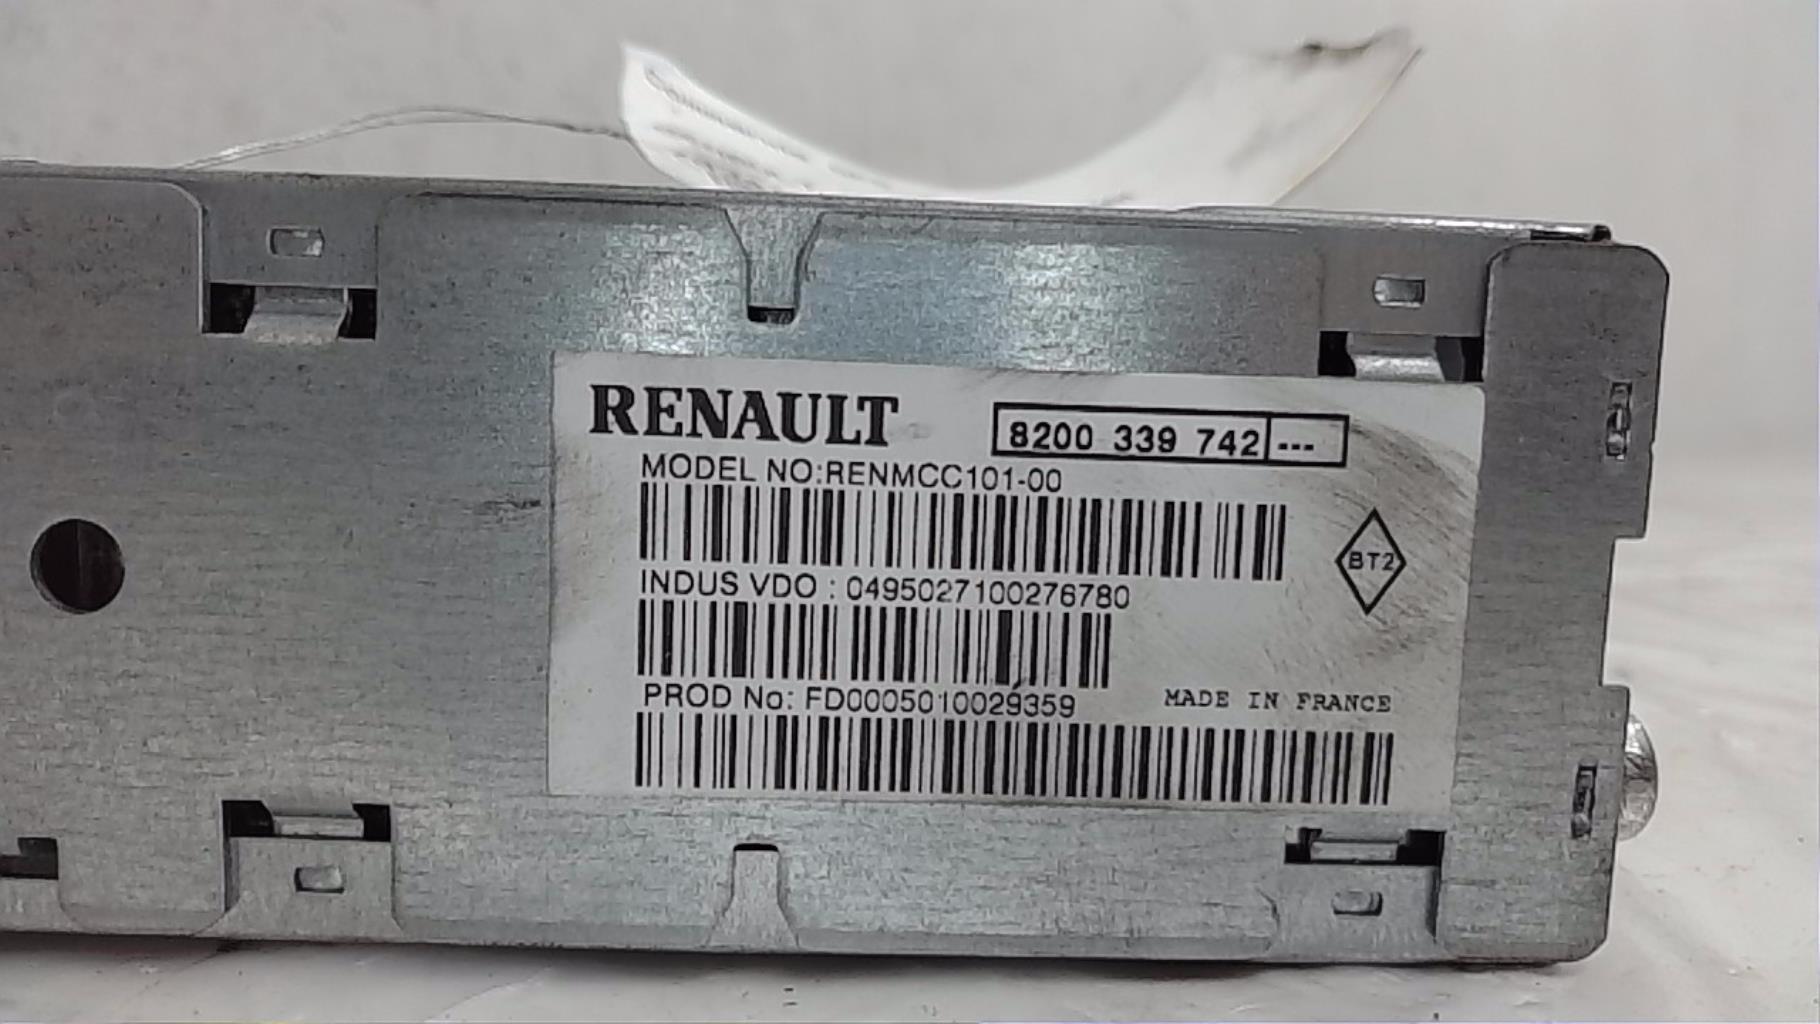 RENAULT
8200 339 742 ---
MODEL NO:RENMCC101-00
BT2
INDUS VDO : 0495027100276780
PROD No: FD0005010029359
MADE IN FRANCE